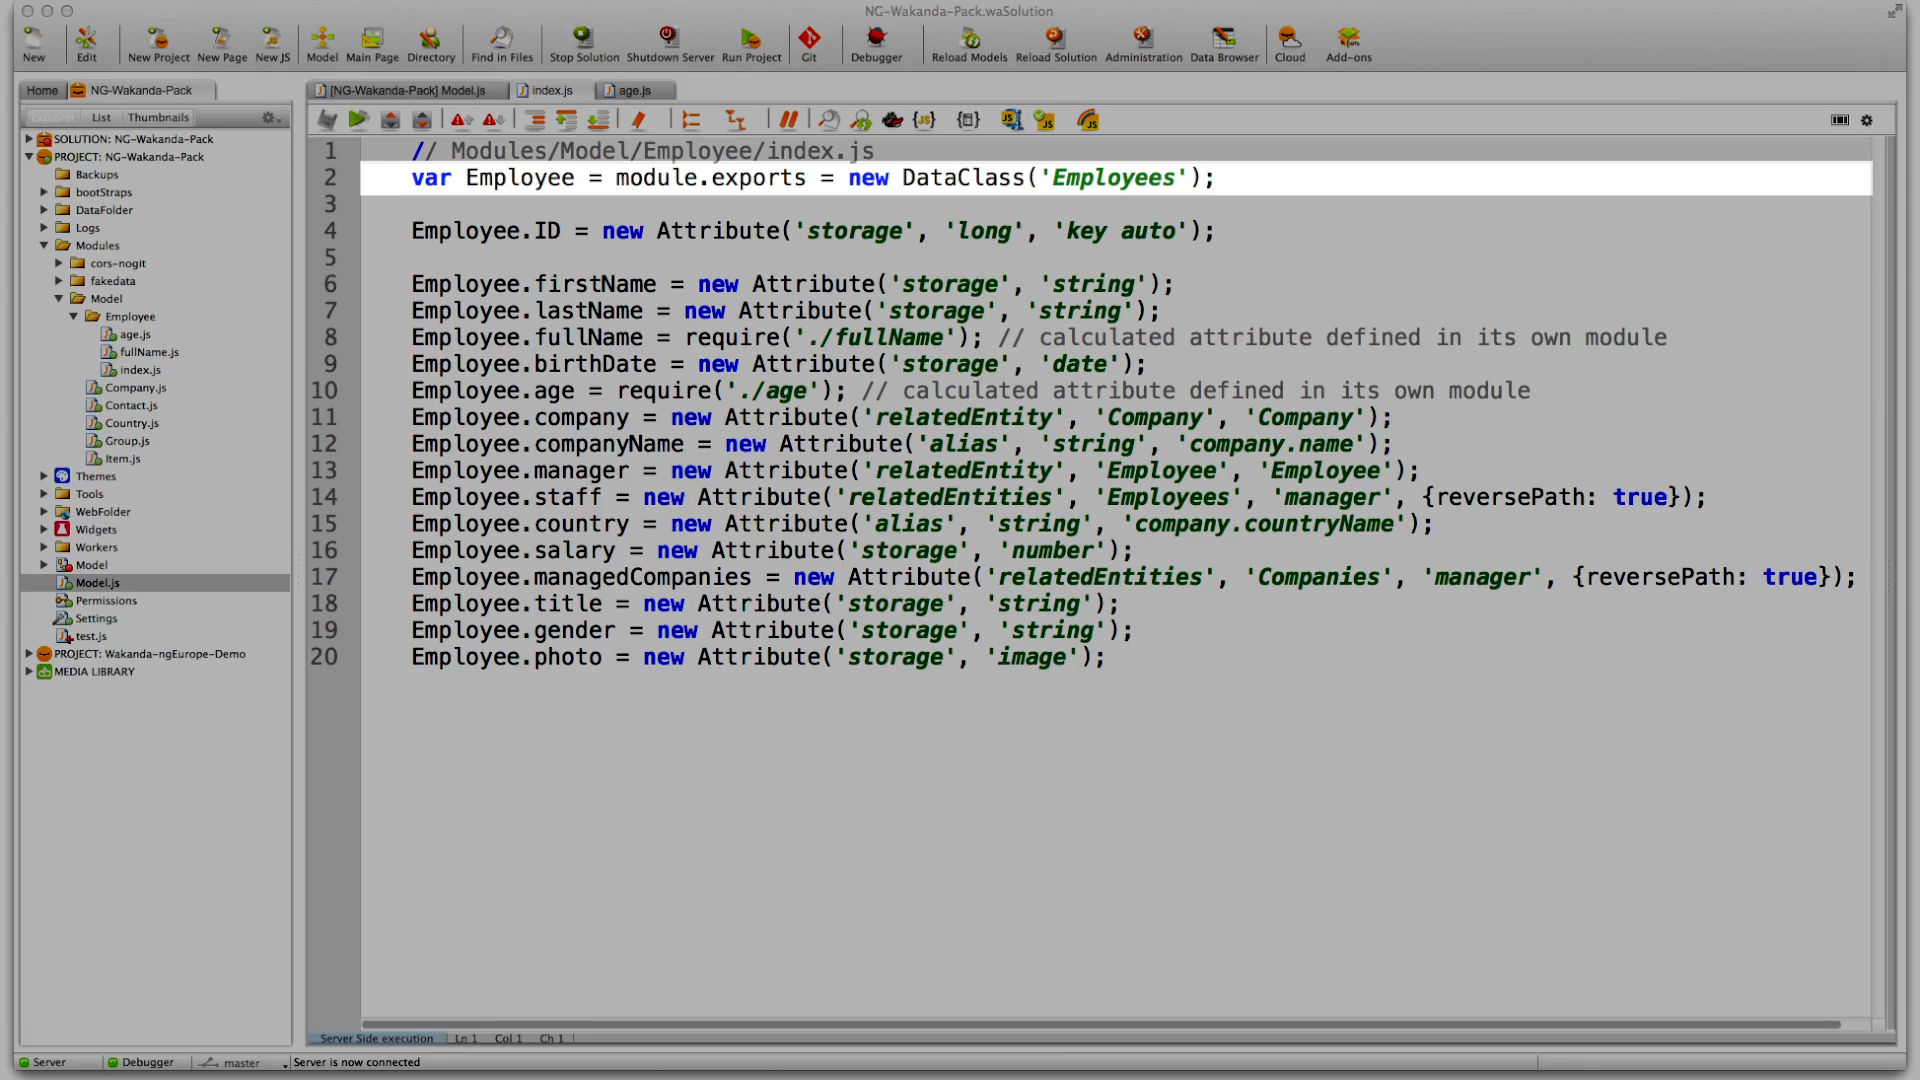 NG-Wakanda-Pack.waSolution
New Edit New Project New Page New JS Model Main Page Directory Find in Files Stop Solution Shutdown Server Run Project Git Debugger Reload Models Reload Solution Administration Data Browser Cloud Add-ons
Home NG-Wakanda-Pack
[NG-Wakanda-Pack] Model.js index.js age.js
Explorer List Thumbnails
SOLUTION: NG-Wakanda-Pack
PROJECT: NG-Wakanda-Pack
Backups
bootStraps
DataFolder
Logs
Modules
cors-nogit
fakedata
Model
Employee
age.js
fullName.js
index.js
Company.js
Contact.js
Country.js
Group.js
Item.js
Themes
Tools
WebFolder
Widgets
Workers
Model
Model.js
Permissions
Settings
test.js
PROJECT: Wakanda-ngEurope-Demo
MEDIA LIBRARY
1 // Modules/Model/Employee/index.js
2 var Employee = module.exports = new DataClass('Employees');
3
4 Employee.ID = new Attribute('storage', 'long', 'key auto');
5
6 Employee.firstName = new Attribute('storage', 'string');
7 Employee.lastName = new Attribute('storage', 'string');
8 Employee.fullName = require('./fullName'); // calculated attribute defined in its own module
9 Employee.birthDate = new Attribute('storage', 'date');
10 Employee.age = require('./age'); // calculated attribute defined in its own module
11 Employee.company = new Attribute('relatedEntity', 'Company', 'Company');
12 Employee.companyName = new Attribute('alias', 'string', 'company.name');
13 Employee.manager = new Attribute('relatedEntity', 'Employee', 'Employee');
14 Employee.staff = new Attribute('relatedEntities', 'Employees', 'manager', {reversePath: true});
15 Employee.country = new Attribute('alias', 'string', 'company.countryName');
16 Employee.salary = new Attribute('storage', 'number');
17 Employee.managedCompanies = new Attribute('relatedEntities', 'Companies', 'manager', {reversePath: true});
18 Employee.title = new Attribute('storage', 'string');
19 Employee.gender = new Attribute('storage', 'string');
20 Employee.photo = new Attribute('storage', 'image');
Server Side execution Ln 1 Col 1 Ch 1
Server Debugger master Server is now connected